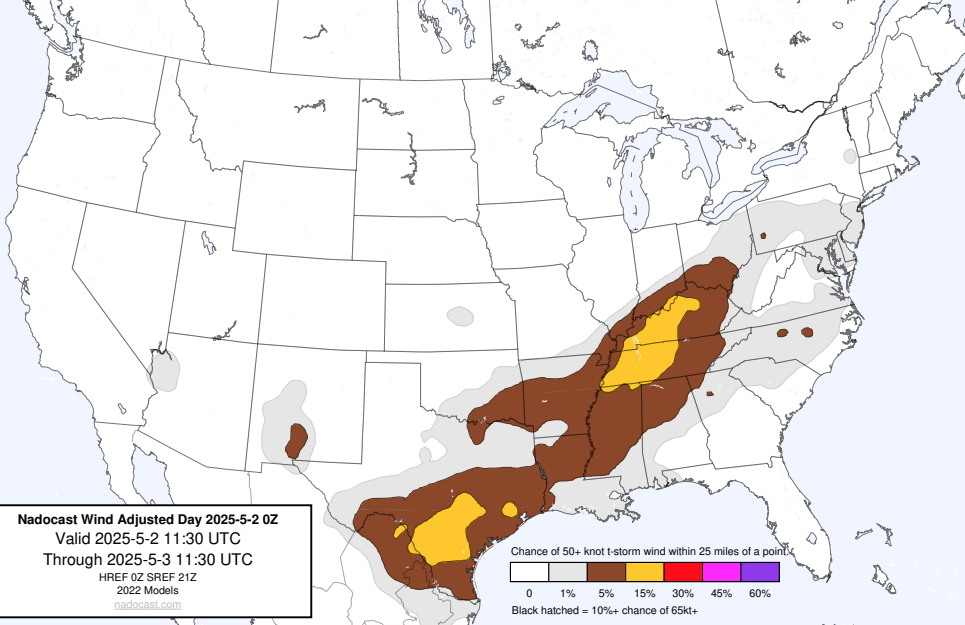 Nadocast Wind Adjusted Day 2025-5-2 0Z
Valid 2025-5-2 11:30 UTC
Through 2025-5-3 11:30 UTC
HREF 0Z SREF 21Z
2022 Models
nadocast.com
Chance of 50+ knot t-storm wind within 25 miles of a point.
0 1% 5% 15% 30% 45% 60%
Black hatched = 10%+ chance of 65kt+